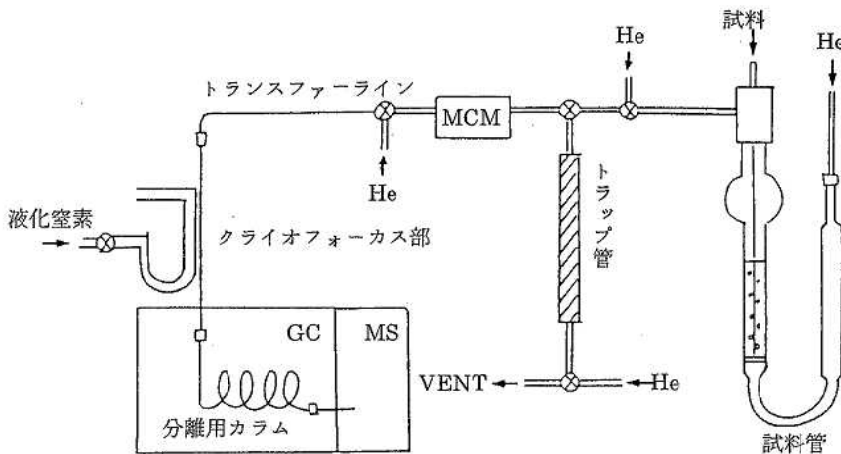 試料
He
He
トランスファーライン
MCM
He
トラップ管
液化窒素
クライオフォーカス部
GC
MS
VENT
He
分離用カラム
試料管